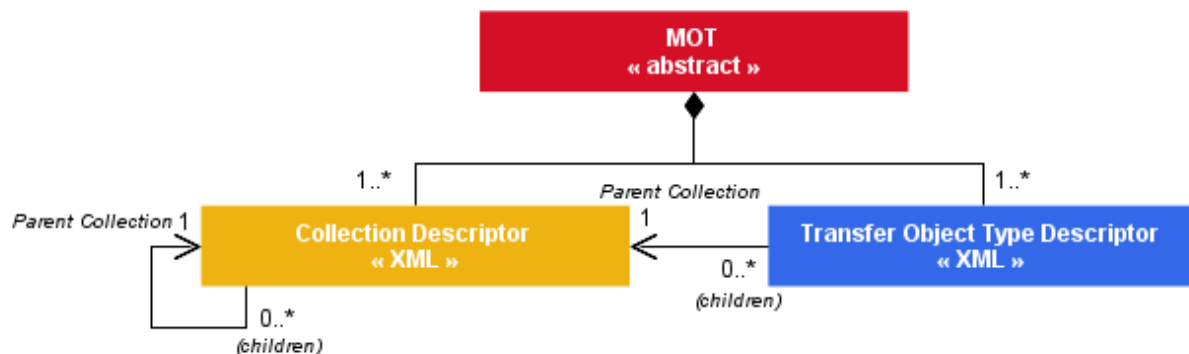 MOT
« abstract »
1..*
1..*
Parent Collection
Parent Collection 1
1
Collection Descriptor
« XML »
Transfer Object Type Descriptor
« XML »
0..*
(children)
0..*
(children)